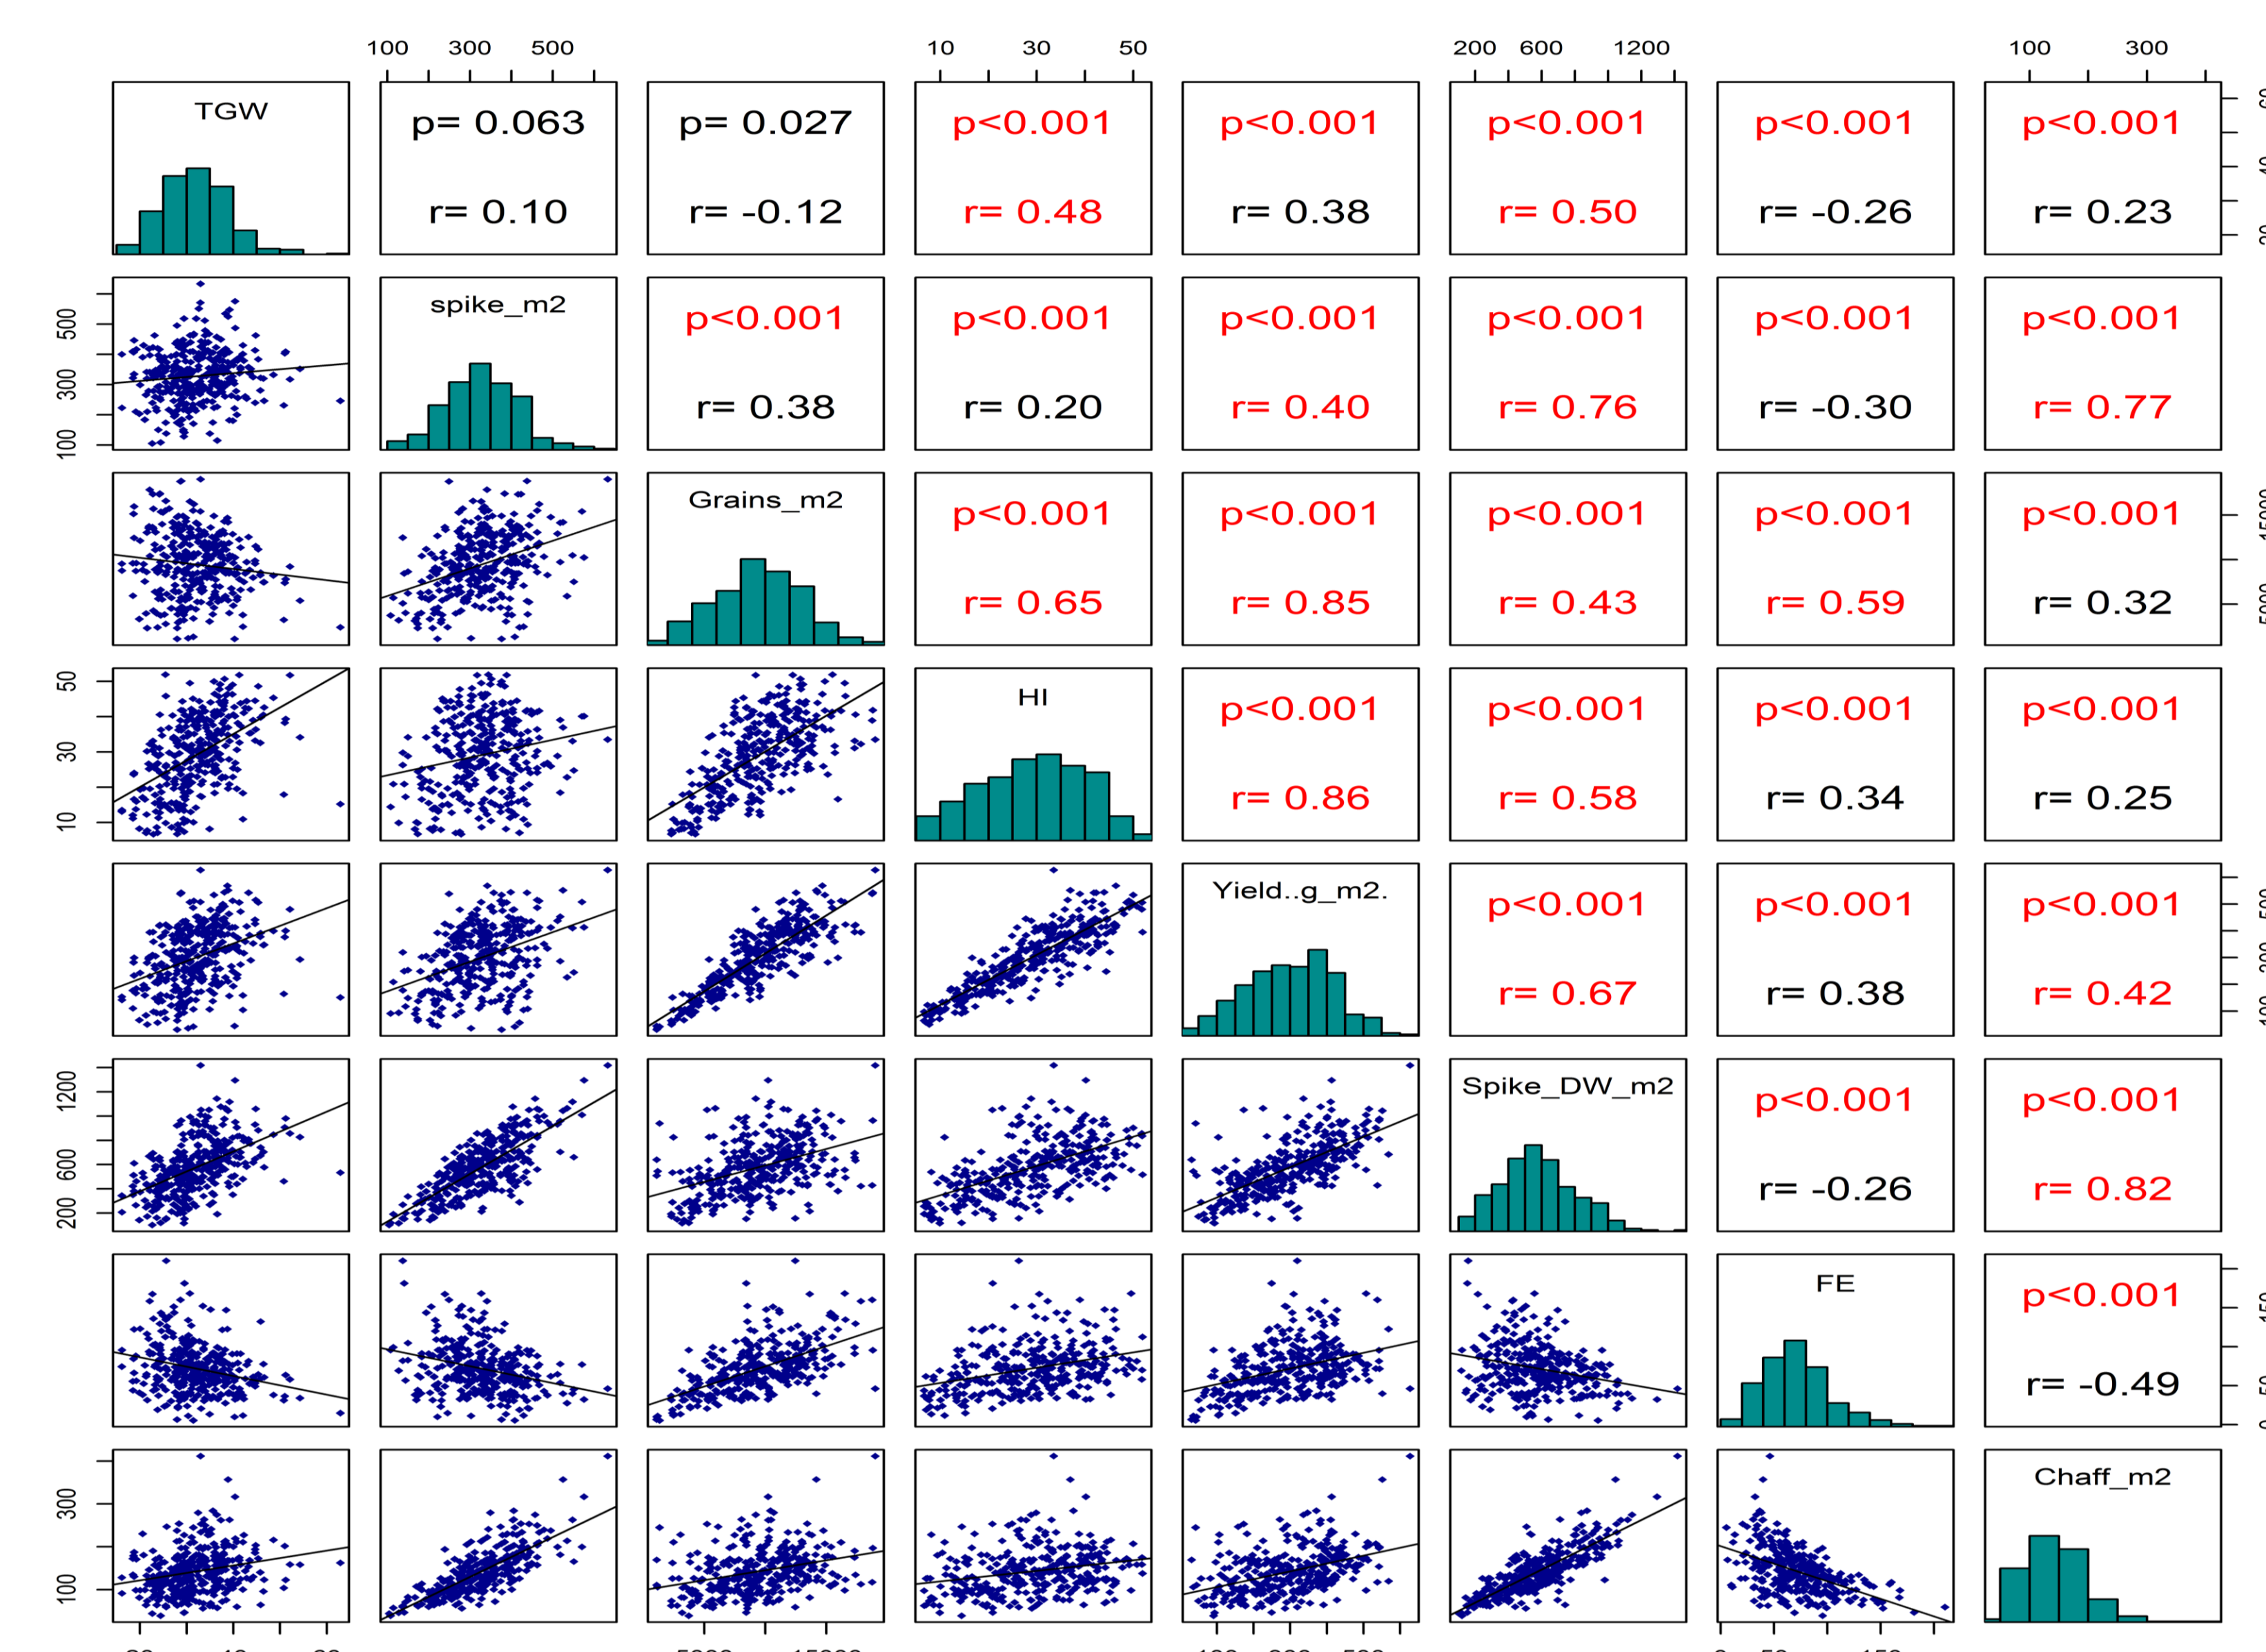 100 300 500 10 30 50 200 600 1200 100 300
TGW p= 0.063 p= 0.027 p<0.001 p<0.001 p<0.001 p<0.001 p<0.001
r= 0.10 r= -0.12 r= 0.48 r= 0.38 r= 0.50 r= -0.26 r= 0.23
100 300 500 spike_m2 p<0.001 p<0.001 p<0.001 p<0.001 p<0.001 p<0.001
r= 0.38 r= 0.20 r= 0.40 r= 0.76 r= -0.30 r= 0.77
Grains_m2 p<0.001 p<0.001 p<0.001 p<0.001 p<0.001
r= 0.65 r= 0.85 r= 0.43 r= 0.59 r= 0.32
10 30 50 HI p<0.001 p<0.001 p<0.001 p<0.001
r= 0.86 r= 0.58 r= 0.34 r= 0.25
Yield..g_m2. p<0.001 p<0.001 p<0.001
r= 0.67 r= 0.38 r= 0.42
200 600 1200 Spike_DW_m2 p<0.001 p<0.001
r= -0.26 r= 0.82
FE p<0.001
r= -0.49
100 300 Chaff_m2